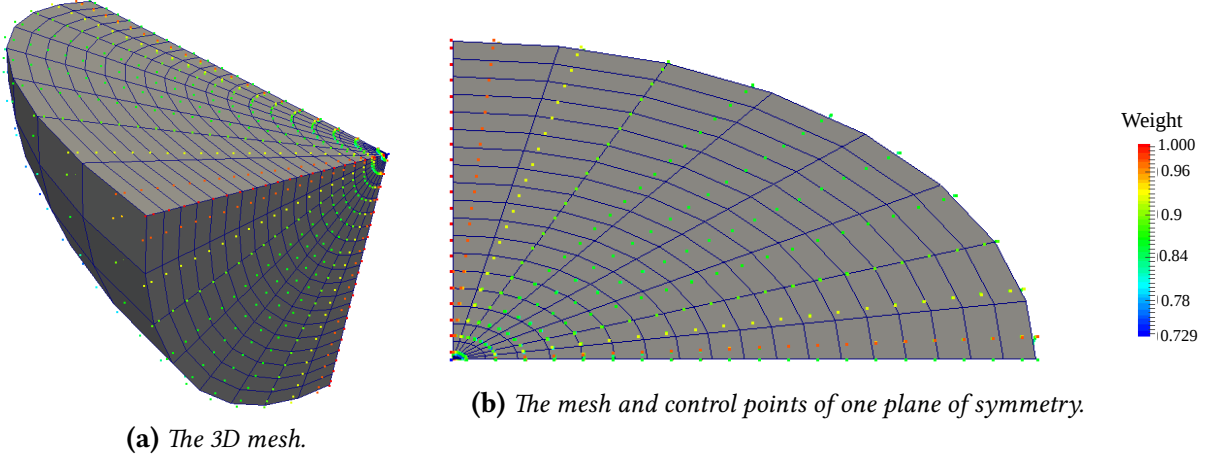 Weight
1.000
0.96
0.9
0.84
0.78
0.729
(b) The mesh and control points of one plane of symmetry.
(a) The 3D mesh.